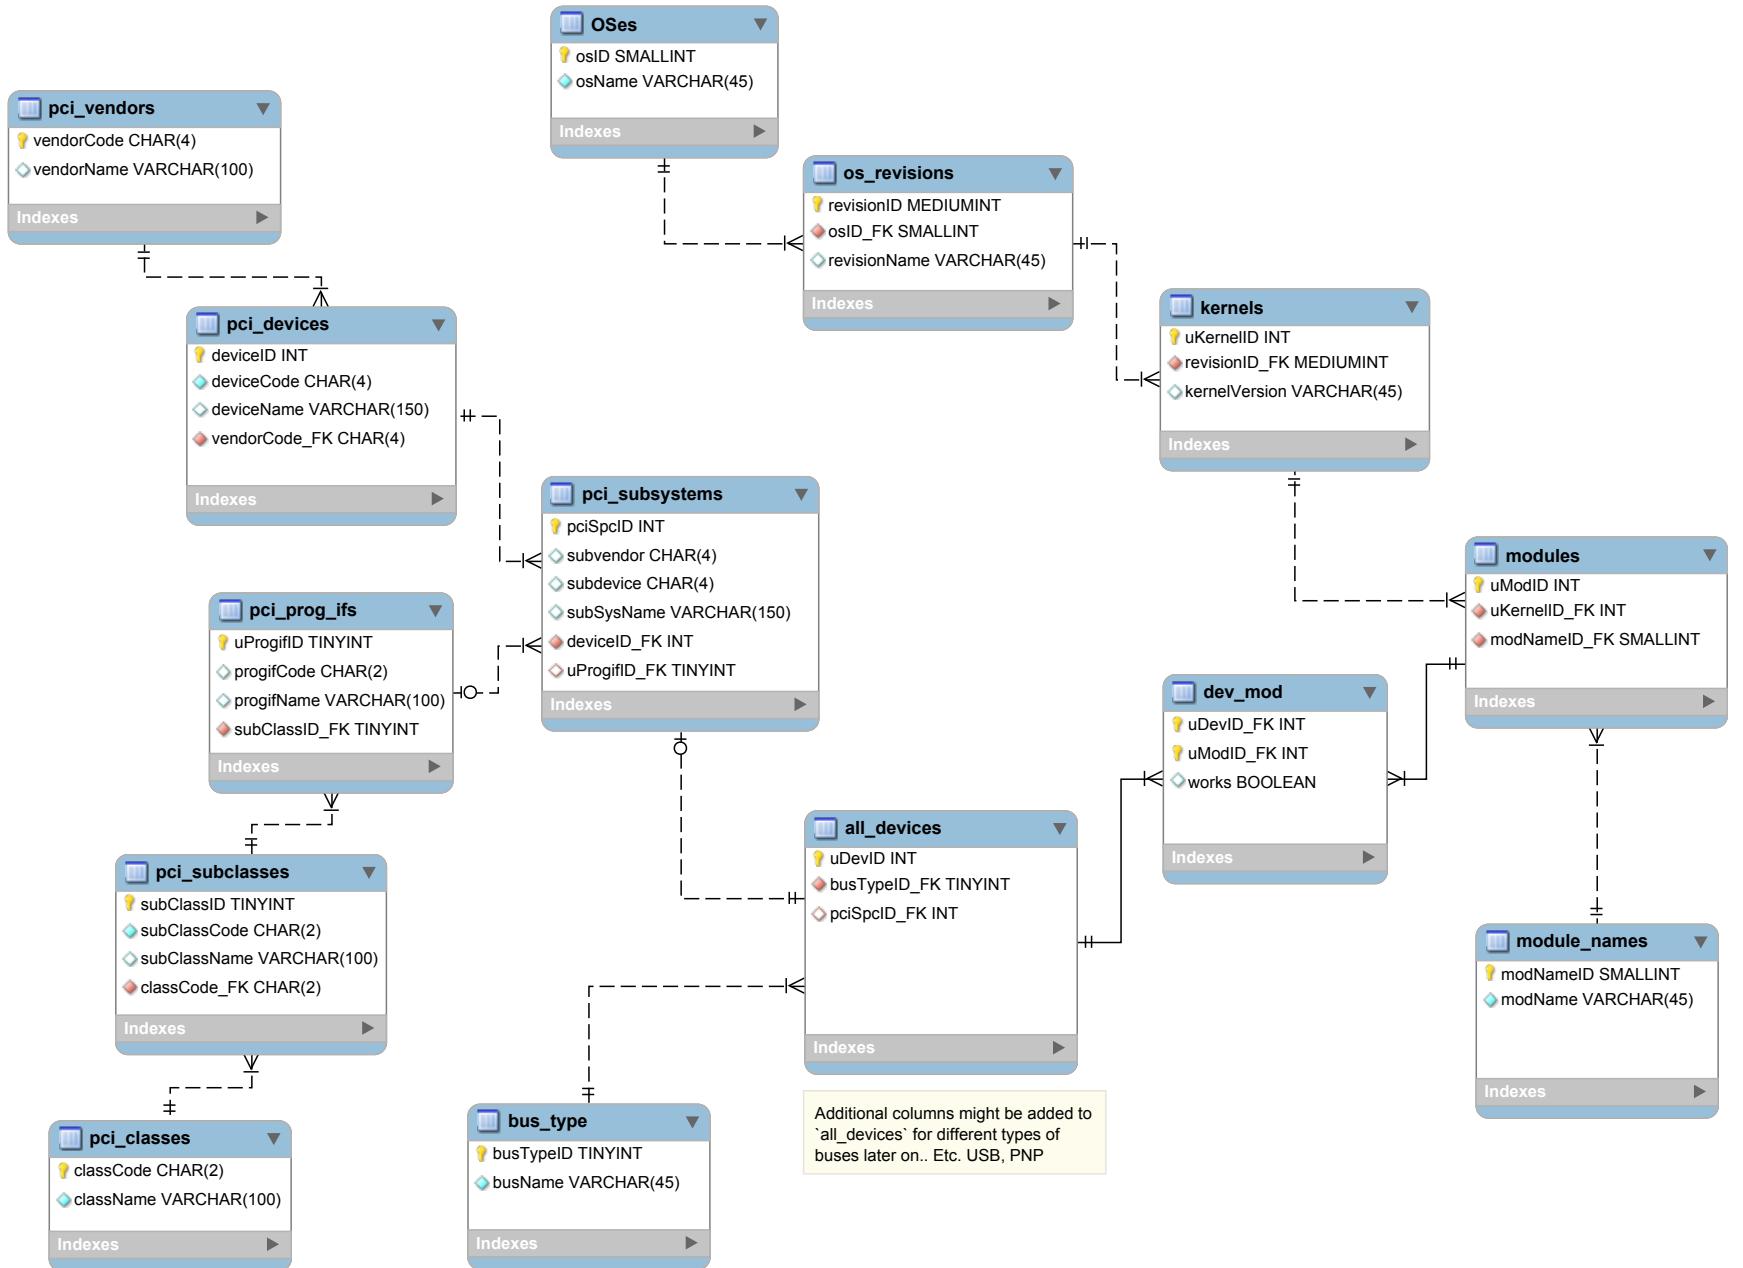 OSes
osID SMALLINT
osName VARCHAR(45)
Indexes
pci_vendors
vendorCode CHAR(4)
vendorName VARCHAR(100)
Indexes
os_revisions
revisionID MEDIUMINT
osID_FK SMALLINT
revisionName VARCHAR(45)
Indexes
kernels
uKernelID INT
revisionID_FK MEDIUMINT
kernelVersion VARCHAR(45)
Indexes
pci_devices
deviceID INT
deviceCode CHAR(4)
deviceName VARCHAR(150)
vendorCode_FK CHAR(4)
Indexes
pci_subsystems
pciSpcID INT
subvendor CHAR(4)
subdevice CHAR(4)
subSysName VARCHAR(150)
deviceID_FK INT
uProgifID_FK TINYINT
Indexes
modules
uModID INT
uKernelID_FK INT
modNameID_FK SMALLINT
Indexes
pci_prog_ifs
uProgifID TINYINT
progifCode CHAR(2)
progifName VARCHAR(100)
subClassID_FK TINYINT
Indexes
dev_mod
uDevID_FK INT
uModID_FK INT
works BOOLEAN
Indexes
all_devices
uDevID INT
busTypeID_FK TINYINT
pciSpcID_FK INT
Indexes
pci_subclasses
subClassID TINYINT
subClassCode CHAR(2)
subClassName VARCHAR(100)
classCode_FK CHAR(2)
Indexes
module_names
modNameID SMALLINT
modName VARCHAR(45)
Indexes
pci_classes
classCode CHAR(2)
className VARCHAR(100)
Indexes
bus_type
busTypeID TINYINT
busName VARCHAR(45)
Indexes
Additional columns might be added to
`all_devices` for different types of
buses later on.. Etc. USB, PNP